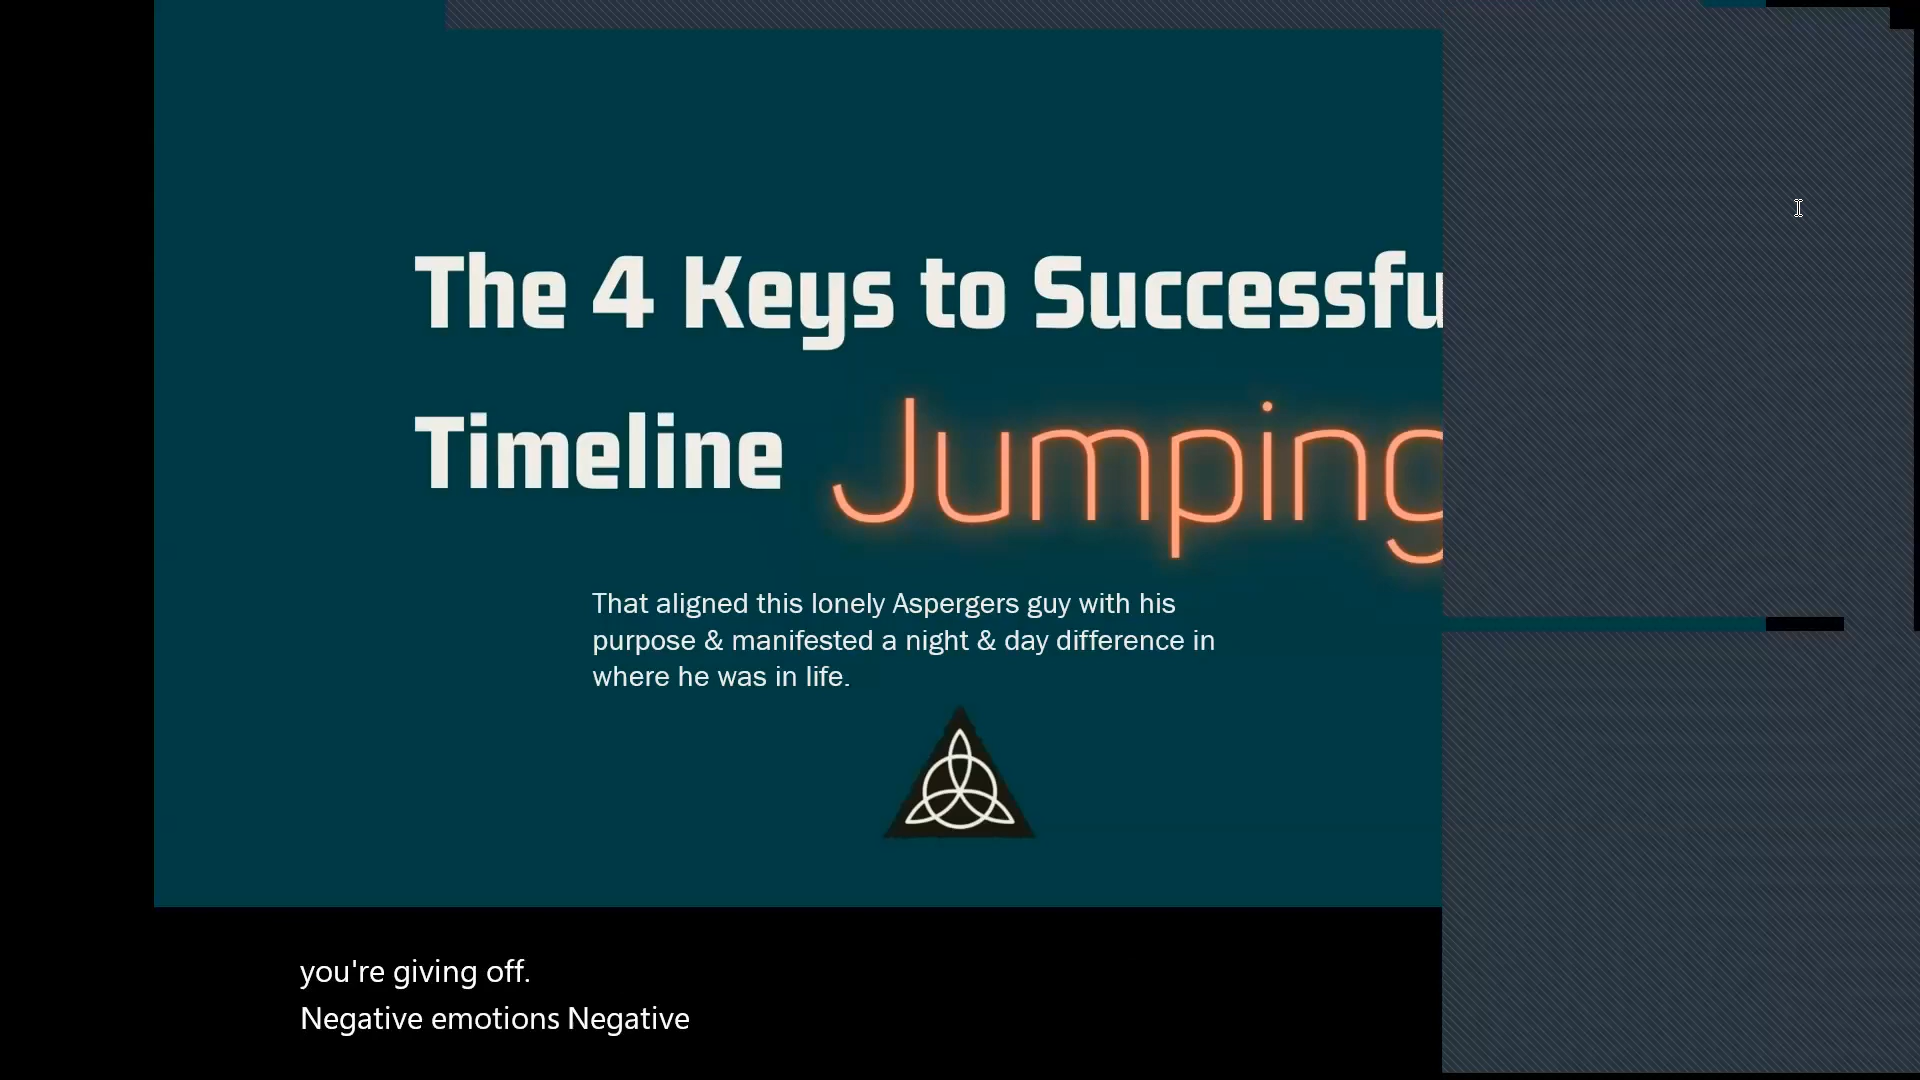 The 4 Keys to Successfu
Timeline Jumping
That aligned this lonely Aspergers guy with his
purpose & manifested a night & day difference in
where he was in life.
you're giving off.
Negative emotions Negative